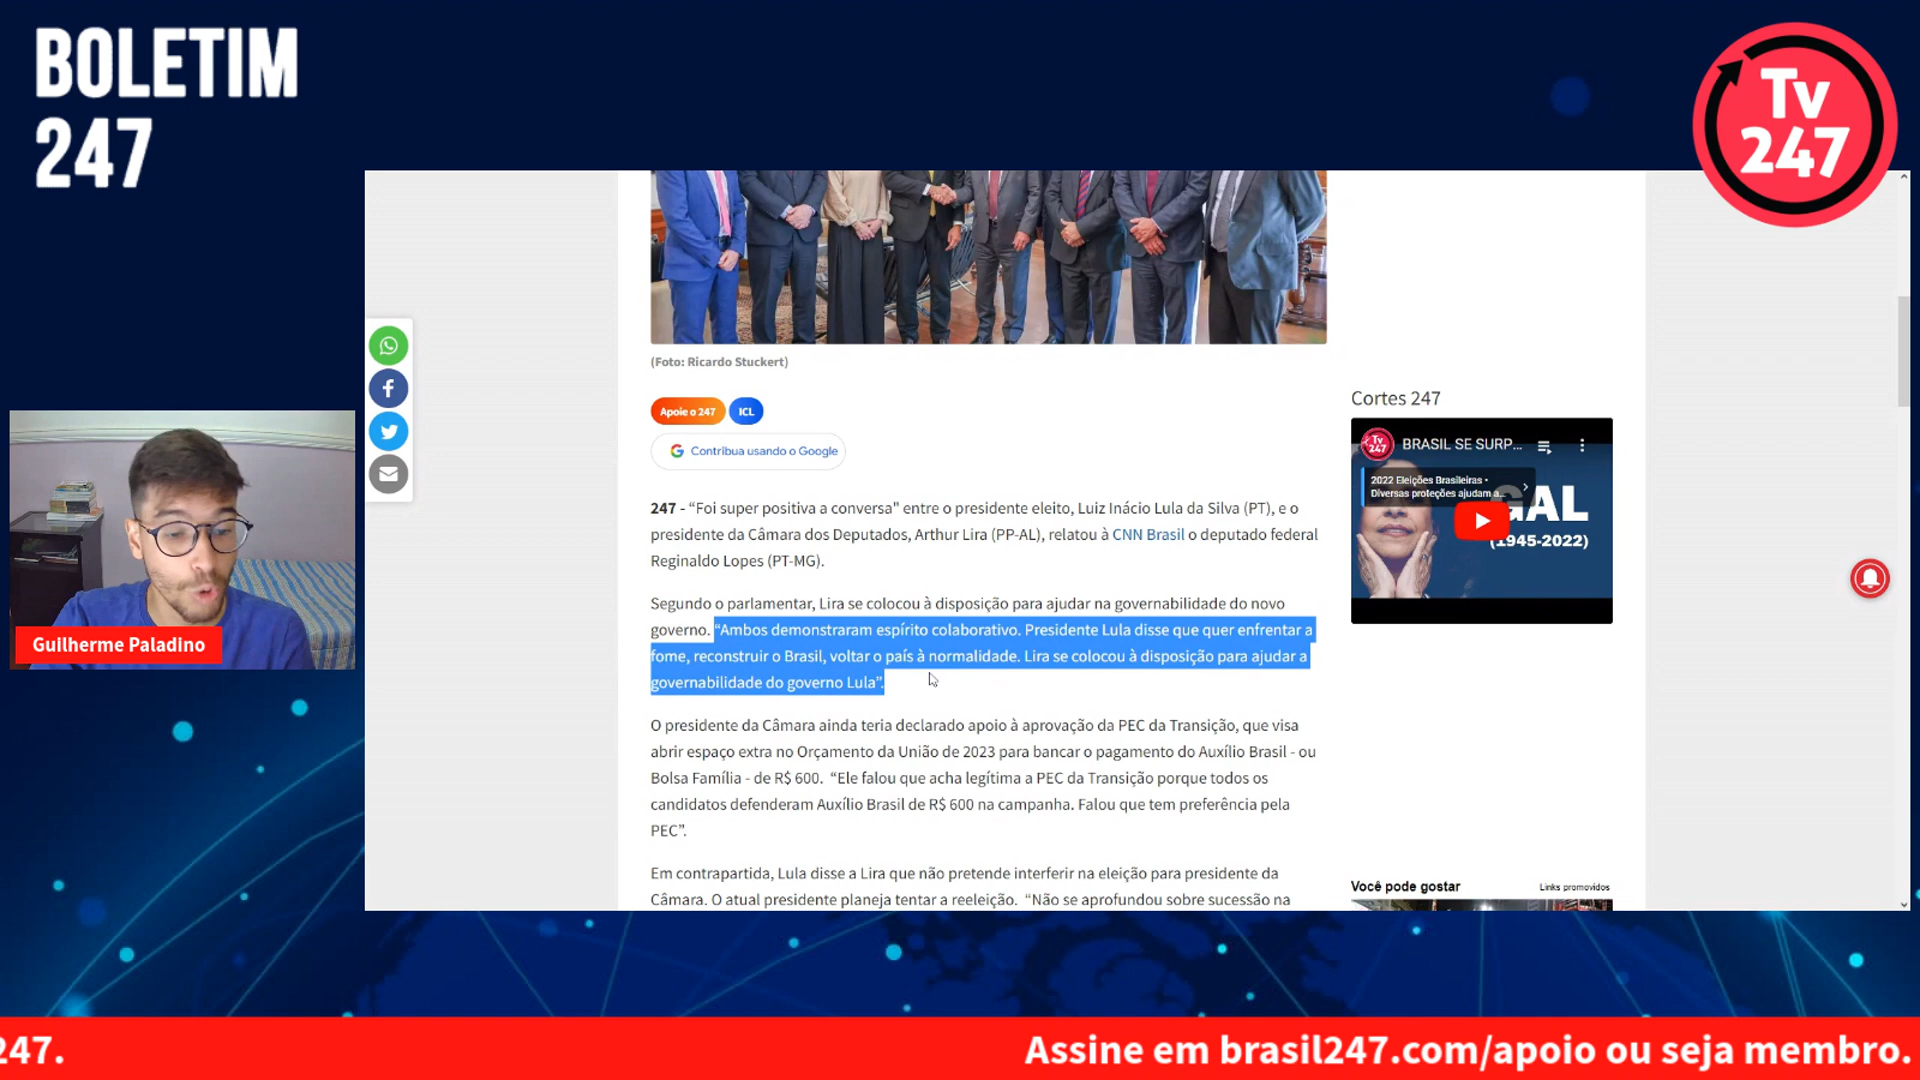 BOLETIM
247
Tv
247
(Foto: Ricardo Stuckert)
Apoie o 247
ICL
Contribua usando o Google
247 - “Foi super positiva a conversa" entre o presidente eleito, Luiz Inácio Lula da Silva (PT), e o
presidente da Câmara dos Deputados, Arthur Lira (PP-AL), relatou à CNN Brasil o deputado federal
Reginaldo Lopes (PT-MG).
Segundo o parlamentar, Lira se colocou à disposição para ajudar na governabilidade do novo
governo. “Ambos demonstraram espírito colaborativo. Presidente Lula disse que quer enfrentar a
fome, reconstruir o Brasil, voltar o país à normalidade. Lira se colocou à disposição para ajudar a
governabilidade do governo Lula”.
O presidente da Câmara ainda teria declarado apoio à aprovação da PEC da Transição, que visa
abrir espaço extra no Orçamento da União de 2023 para bancar o pagamento do Auxílio Brasil - ou
Bolsa Família - de R$ 600. “Ele falou que acha legítima a PEC da Transição porque todos os
candidatos defenderam Auxílio Brasil de R$ 600 na campanha. Falou que tem preferência pela
PEC”.
Em contrapartida, Lula disse a Lira que não pretende interferir na eleição para presidente da
Câmara. O atual presidente planeja tentar a reeleição. “Não se aprofundou sobre sucessão na
Cortes 247
Tv
247
BRASIL SE SURP...
2022 Eleições Brasileiras •
Diversas proteções ajudam a...
GAL
(1945-2022)
Você pode gostar
Links promovidos
Guilherme Paladino
247.
Assine em brasil247.com/apoio ou seja membro.